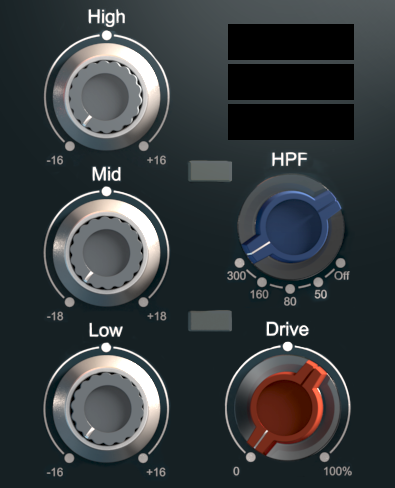 High
-16 +16
HPF
Mid
300 Off
160 50
80
-18 +18
Low
Drive
-16 +16
0 100%